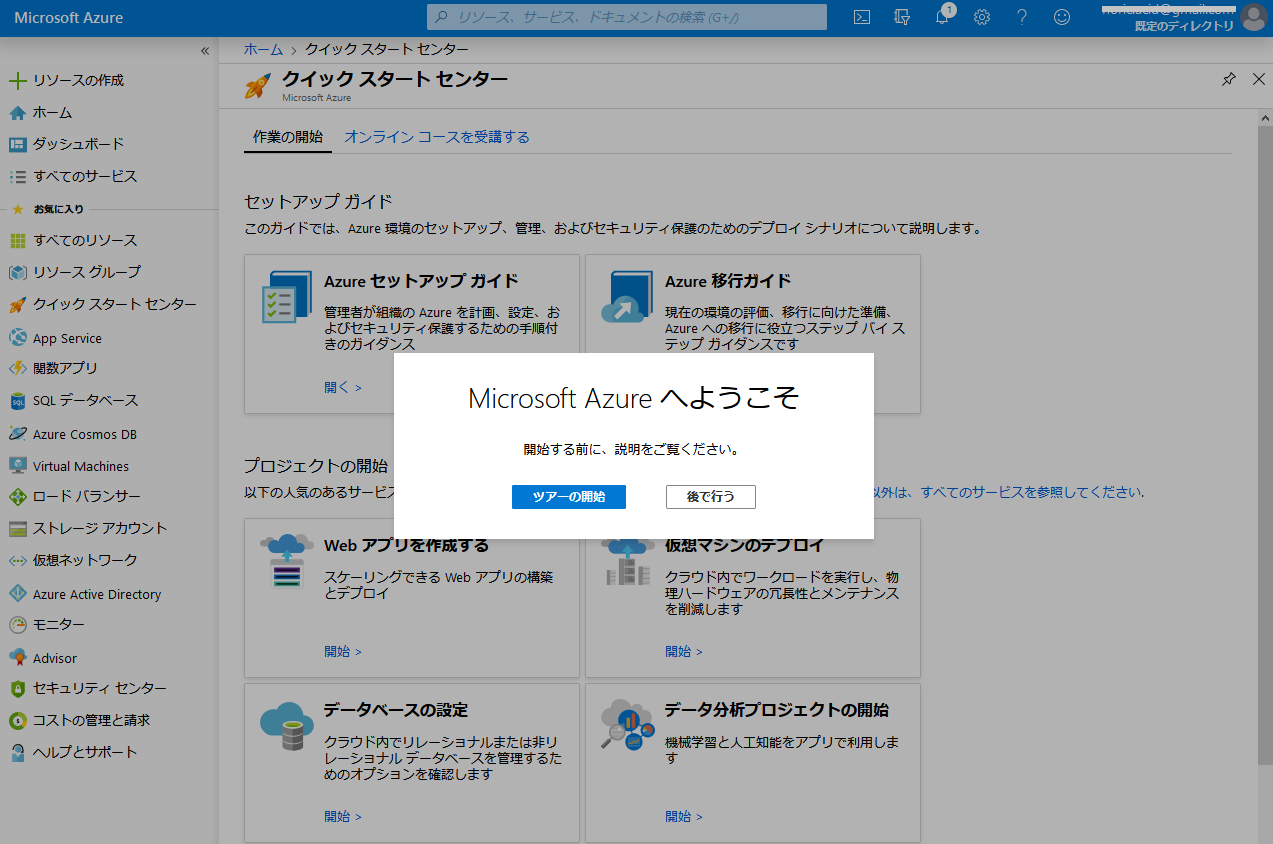 Microsoft Azure
リソース、サービス、ドキュメントの検索 (G+/)
1
既定のディレクトリ
«
リソースの作成
ホーム
ダッシュボード
すべてのサービス
お気に入り
すべてのリソース
リソース グループ
クイック スタート センター
App Service
関数アプリ
SQL データベース
Azure Cosmos DB
Virtual Machines
ロード バランサー
ストレージ アカウント
仮想ネットワーク
Azure Active Directory
モニター
Advisor
セキュリティ センター
コストの管理と請求
ヘルプとサポート
ホーム > クイック スタート センター
クイック スタート センター
Microsoft Azure
作業の開始 オンライン コースを受講する
セットアップ ガイド
このガイドでは、Azure 環境のセットアップ、管理、およびセキュリティ保護のためのデプロイ シナリオについて説明します。
Azure セットアップ ガイド
管理者が組織の Azure を計画、設定、お
よびセキュリティ保護するための手順付
きのガイダンス
開く >
Azure 移行ガイド
現在の環境の評価、移行に向けた準備、
Azure への移行に役立つステップ バイ ス
テップ ガイダンスです
Microsoft Azure へようこそ
開始する前に、説明をご覧ください。
ツアーの開始
後で行う
プロジェクトの開始
以下の人気のあるサービス
以外は、すべてのサービスを参照してください.
Web アプリを作成する
スケーリングできる Web アプリの構築
とデプロイ
開始 >
仮想マシンのデプロイ
クラウド内でワークロードを実行し、物
理ハードウェアの冗長性とメンテナンス
を削減します
開始 >
データベースの設定
クラウド内でリレーショナルまたは非リ
レーショナル データベースを管理するた
めのオプションを確認します
開始 >
データ分析プロジェクトの開始
機械学習と人工知能をアプリで利用しま
す
開始 >